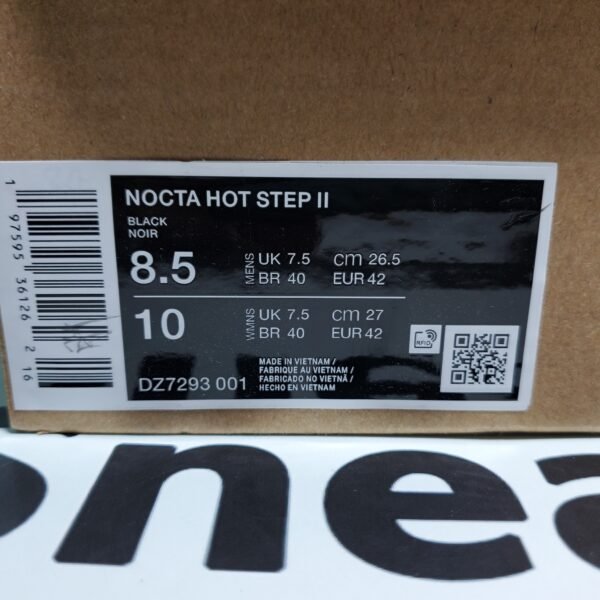 NOCTA HOT STEP II
BLACK
NOIR
8.5 MENS UK 7.5 cm 26.5
BR 40 EUR 42
10 WMNS UK 7.5 cm 27
BR 40 EUR 42
RFID
DZ7293 001
MADE IN VIETNAM /
FABRIQUE AU VIETNAM /
FABRICADO NO VIETNÃ /
HECHO EN VIETNAM
1 97595 36126 2 16
onea